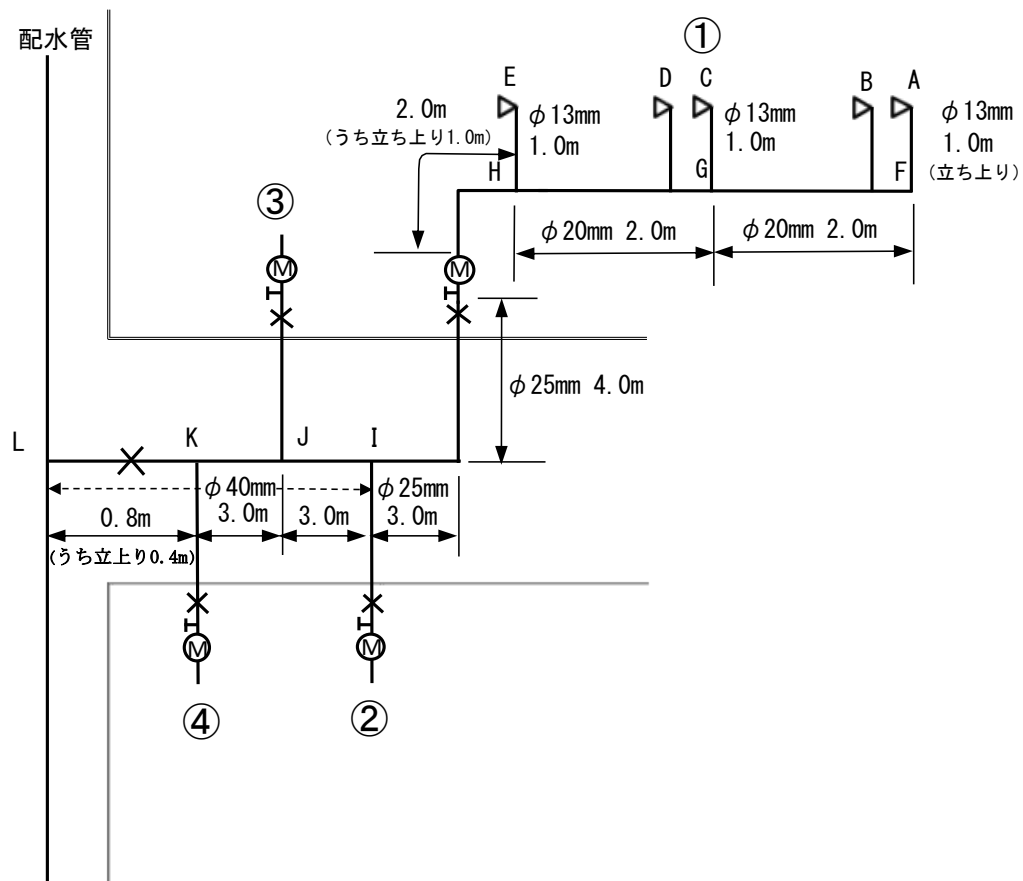 配水管
①
E
D
C
B
A
2.0m
(うち立ち上り1.0m)
φ13mm
1.0m
φ13mm
1.0m
φ13mm
1.0m
(立ち上り)
H
G
F
③
φ20mm 2.0m
φ20mm 2.0m
M
M
φ25mm 4.0m
L
K
J
I
φ40mm
φ25mm
0.8m
3.0m
3.0m
3.0m
(うち立上り0.4m)
M
M
④
②